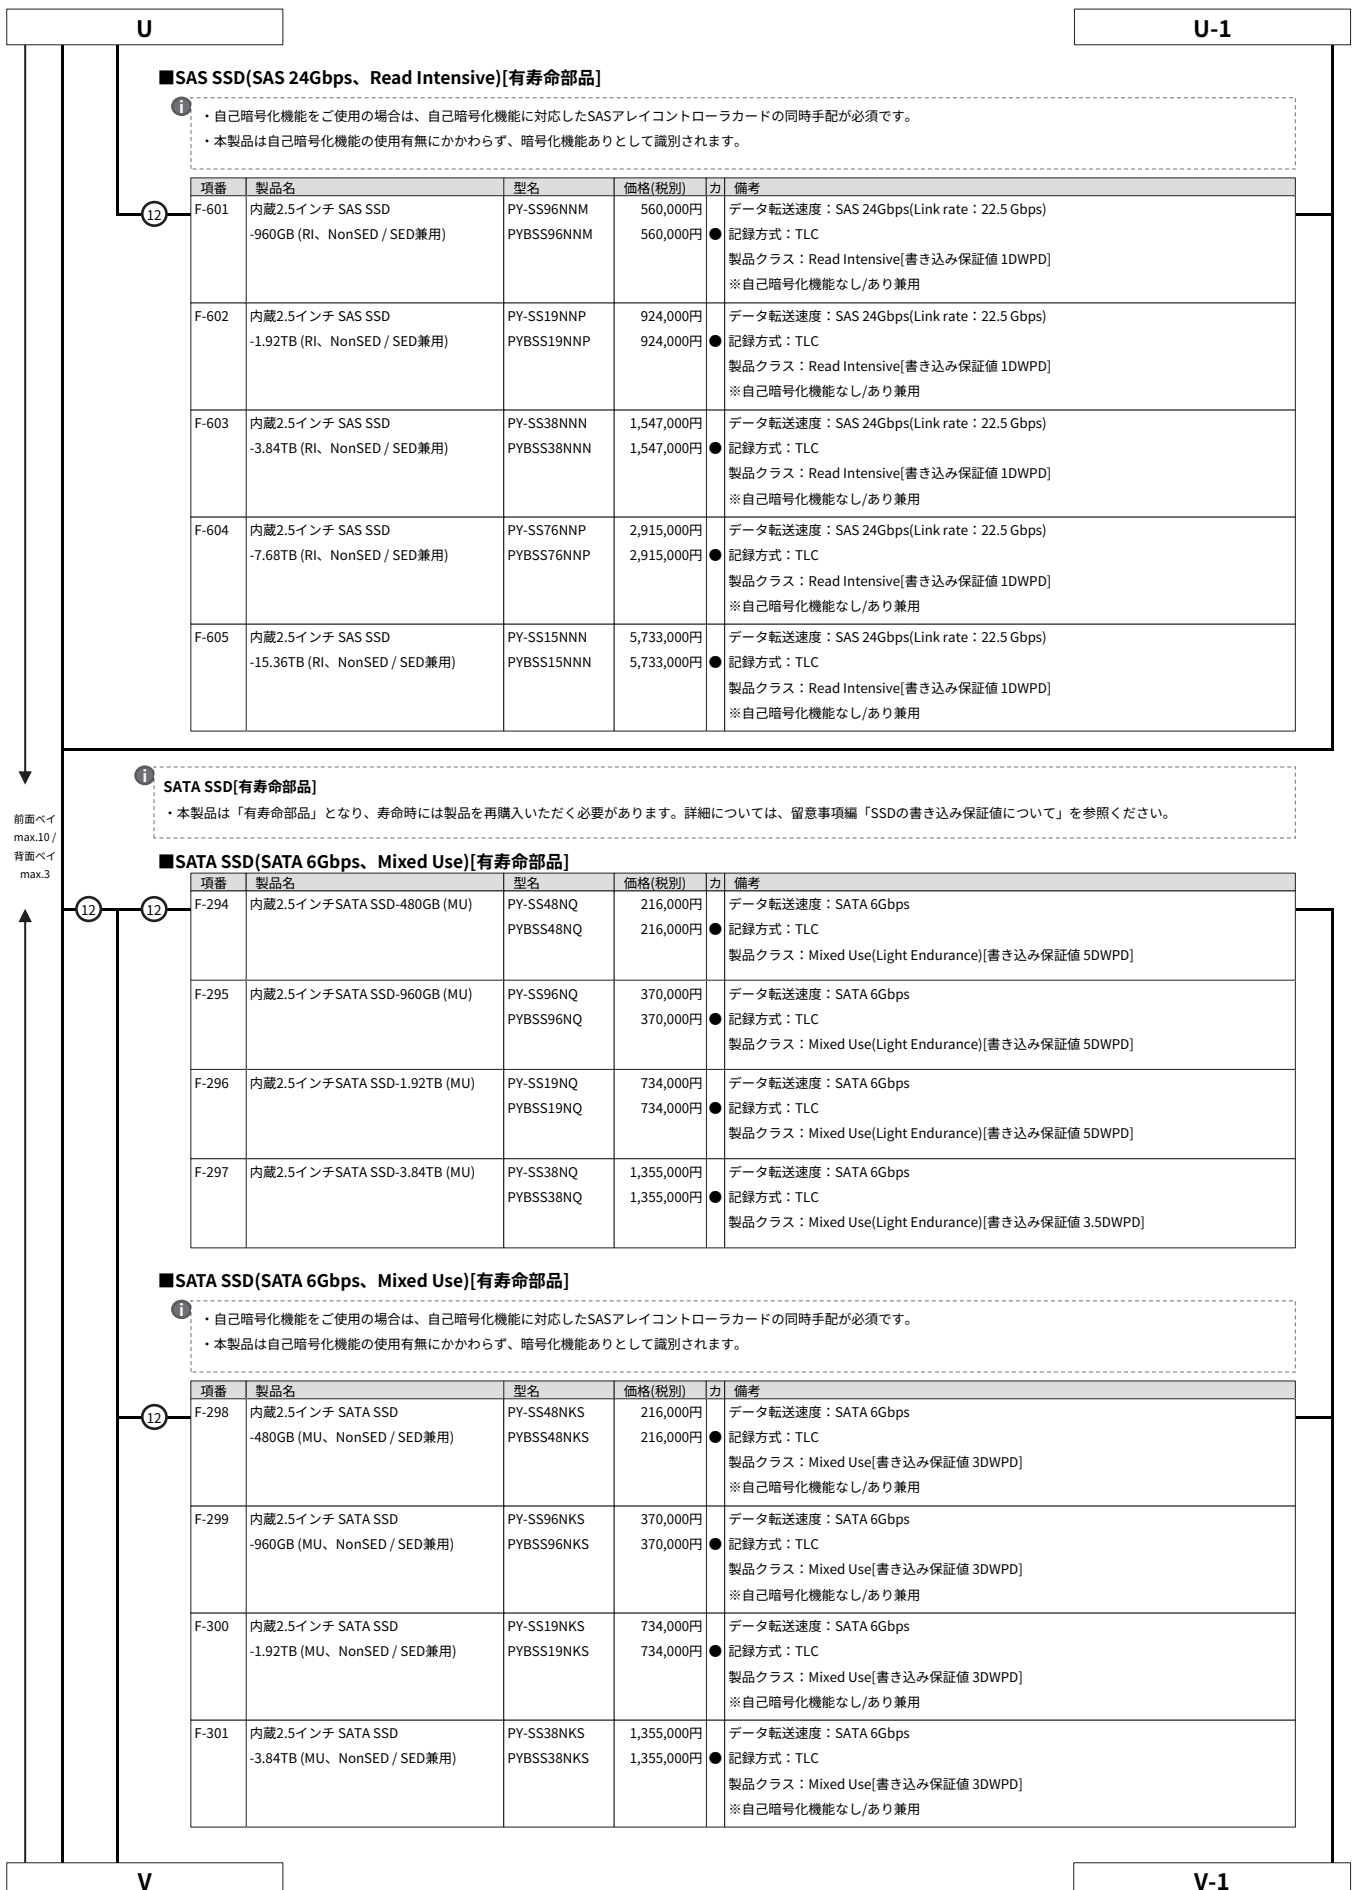 U
U-1
■SAS SSD(SAS 24Gbps、Read Intensive)[有寿命部品]
・自己暗号化機能をご使用の場合は、自己暗号化機能に対応したSASアレイコントローラカードの同時手配が必須です。
・本製品は自己暗号化機能の使用有無にかかわらず、暗号化機能ありとして識別されます。
項番 製品名 型名 価格(税別) カ 備考
12 F-601 内蔵2.5インチ SAS SSD PY-SS96NNM 560,000円 データ転送速度：SAS 24Gbps(Link rate：22.5 Gbps)
-960GB (RI、NonSED / SED兼用) PYBSS96NNM 560,000円 ● 記録方式：TLC
製品クラス：Read Intensive[書き込み保証値 1DWPD]
※自己暗号化機能なし/あり兼用
F-602 内蔵2.5インチ SAS SSD PY-SS19NNP 924,000円 データ転送速度：SAS 24Gbps(Link rate：22.5 Gbps)
-1.92TB (RI、NonSED / SED兼用) PYBSS19NNP 924,000円 ● 記録方式：TLC
製品クラス：Read Intensive[書き込み保証値 1DWPD]
※自己暗号化機能なし/あり兼用
F-603 内蔵2.5インチ SAS SSD PY-SS38NNN 1,547,000円 データ転送速度：SAS 24Gbps(Link rate：22.5 Gbps)
-3.84TB (RI、NonSED / SED兼用) PYBSS38NNN 1,547,000円 ● 記録方式：TLC
製品クラス：Read Intensive[書き込み保証値 1DWPD]
※自己暗号化機能なし/あり兼用
F-604 内蔵2.5インチ SAS SSD PY-SS76NNP 2,915,000円 データ転送速度：SAS 24Gbps(Link rate：22.5 Gbps)
-7.68TB (RI、NonSED / SED兼用) PYBSS76NNP 2,915,000円 ● 記録方式：TLC
製品クラス：Read Intensive[書き込み保証値 1DWPD]
※自己暗号化機能なし/あり兼用
F-605 内蔵2.5インチ SAS SSD PY-SS15NNN 5,733,000円 データ転送速度：SAS 24Gbps(Link rate：22.5 Gbps)
-15.36TB (RI、NonSED / SED兼用) PYBSS15NNN 5,733,000円 ● 記録方式：TLC
製品クラス：Read Intensive[書き込み保証値 1DWPD]
※自己暗号化機能なし/あり兼用
SATA SSD[有寿命部品]
・本製品は「有寿命部品」となり、寿命時には製品を再購入いただく必要があります。詳細については、留意事項編「SSDの書き込み保証値について」を参照ください。
前面ベイ
max.10 /
背面ベイ
max.3
■SATA SSD(SATA 6Gbps、Mixed Use)[有寿命部品]
項番 製品名 型名 価格(税別) カ 備考
12 12 F-294 内蔵2.5インチSATA SSD-480GB (MU) PY-SS48NQ 216,000円 データ転送速度：SATA 6Gbps
PYBSS48NQ 216,000円 ● 記録方式：TLC
製品クラス：Mixed Use(Light Endurance)[書き込み保証値 5DWPD]
F-295 内蔵2.5インチSATA SSD-960GB (MU) PY-SS96NQ 370,000円 データ転送速度：SATA 6Gbps
PYBSS96NQ 370,000円 ● 記録方式：TLC
製品クラス：Mixed Use(Light Endurance)[書き込み保証値 5DWPD]
F-296 内蔵2.5インチSATA SSD-1.92TB (MU) PY-SS19NQ 734,000円 データ転送速度：SATA 6Gbps
PYBSS19NQ 734,000円 ● 記録方式：TLC
製品クラス：Mixed Use(Light Endurance)[書き込み保証値 5DWPD]
F-297 内蔵2.5インチSATA SSD-3.84TB (MU) PY-SS38NQ 1,355,000円 データ転送速度：SATA 6Gbps
PYBSS38NQ 1,355,000円 ● 記録方式：TLC
製品クラス：Mixed Use(Light Endurance)[書き込み保証値 3.5DWPD]
■SATA SSD(SATA 6Gbps、Mixed Use)[有寿命部品]
・自己暗号化機能をご使用の場合は、自己暗号化機能に対応したSASアレイコントローラカードの同時手配が必須です。
・本製品は自己暗号化機能の使用有無にかかわらず、暗号化機能ありとして識別されます。
項番 製品名 型名 価格(税別) カ 備考
12 F-298 内蔵2.5インチ SATA SSD PY-SS48NKS 216,000円 データ転送速度：SATA 6Gbps
-480GB (MU、NonSED / SED兼用) PYBSS48NKS 216,000円 ● 記録方式：TLC
製品クラス：Mixed Use[書き込み保証値 3DWPD]
※自己暗号化機能なし/あり兼用
F-299 内蔵2.5インチ SATA SSD PY-SS96NKS 370,000円 データ転送速度：SATA 6Gbps
-960GB (MU、NonSED / SED兼用) PYBSS96NKS 370,000円 ● 記録方式：TLC
製品クラス：Mixed Use[書き込み保証値 3DWPD]
※自己暗号化機能なし/あり兼用
F-300 内蔵2.5インチ SATA SSD PY-SS19NKS 734,000円 データ転送速度：SATA 6Gbps
-1.92TB (MU、NonSED / SED兼用) PYBSS19NKS 734,000円 ● 記録方式：TLC
製品クラス：Mixed Use[書き込み保証値 3DWPD]
※自己暗号化機能なし/あり兼用
F-301 内蔵2.5インチ SATA SSD PY-SS38NKS 1,355,000円 データ転送速度：SATA 6Gbps
-3.84TB (MU、NonSED / SED兼用) PYBSS38NKS 1,355,000円 ● 記録方式：TLC
製品クラス：Mixed Use[書き込み保証値 3DWPD]
※自己暗号化機能なし/あり兼用
V
V-1